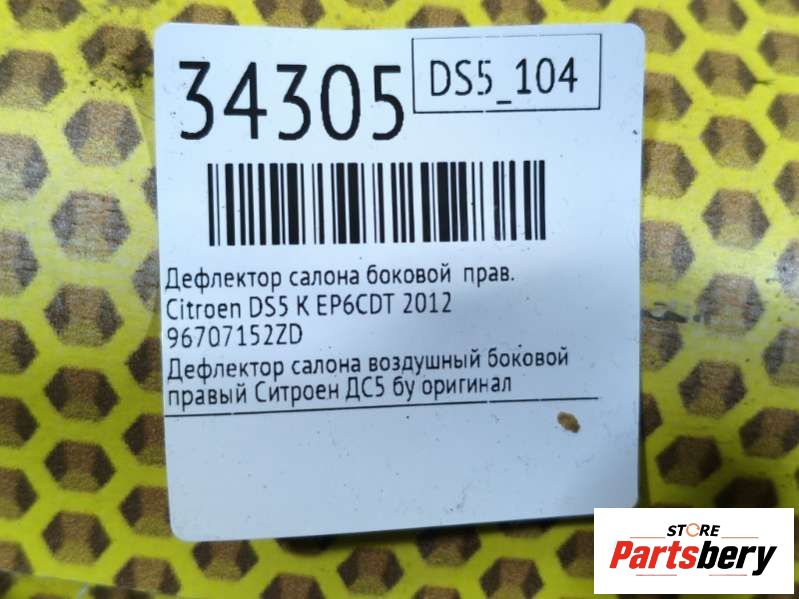 34305
DS5_104
Дефлектор салона боковой прав.
Citroen DS5 K EP6CDT 2012
96707152ZD
Дефлектор салона воздушный боковой
правый Ситроен ДС5 бу оригинал
STORE
Partsbery